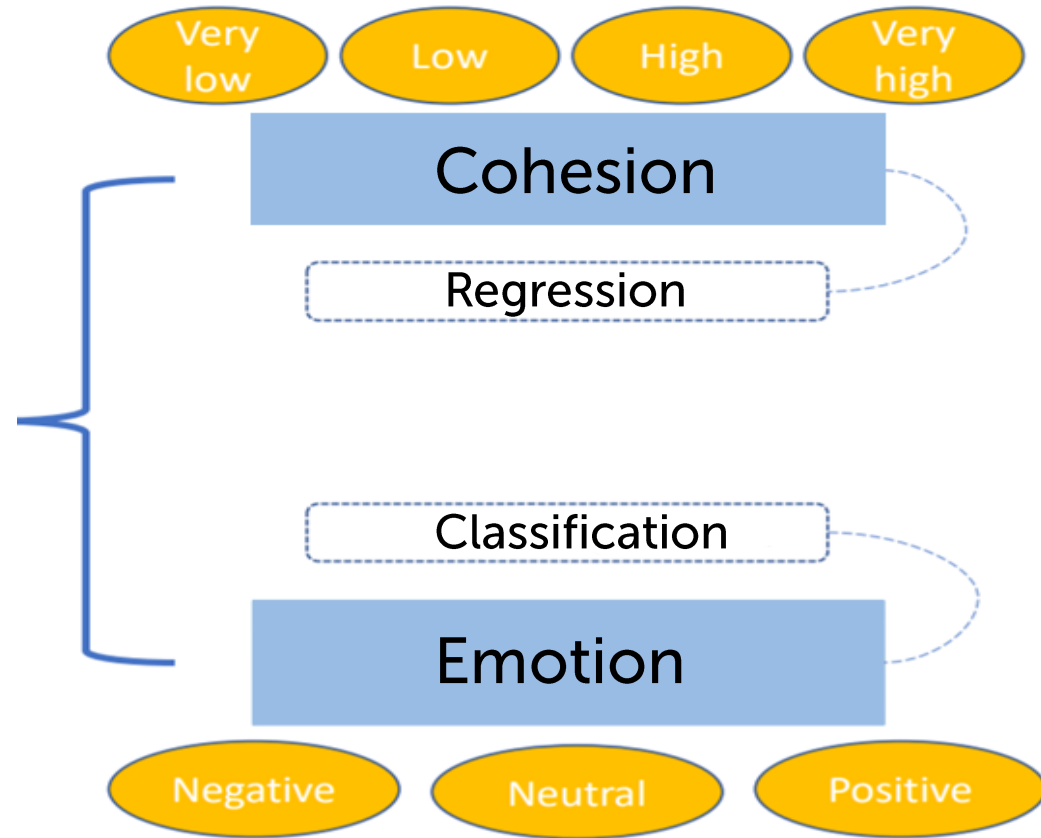 Very
low
Low
High
Very
high
Cohesion
Regression
Classification
Emotion
Negative
Neutral
Positive